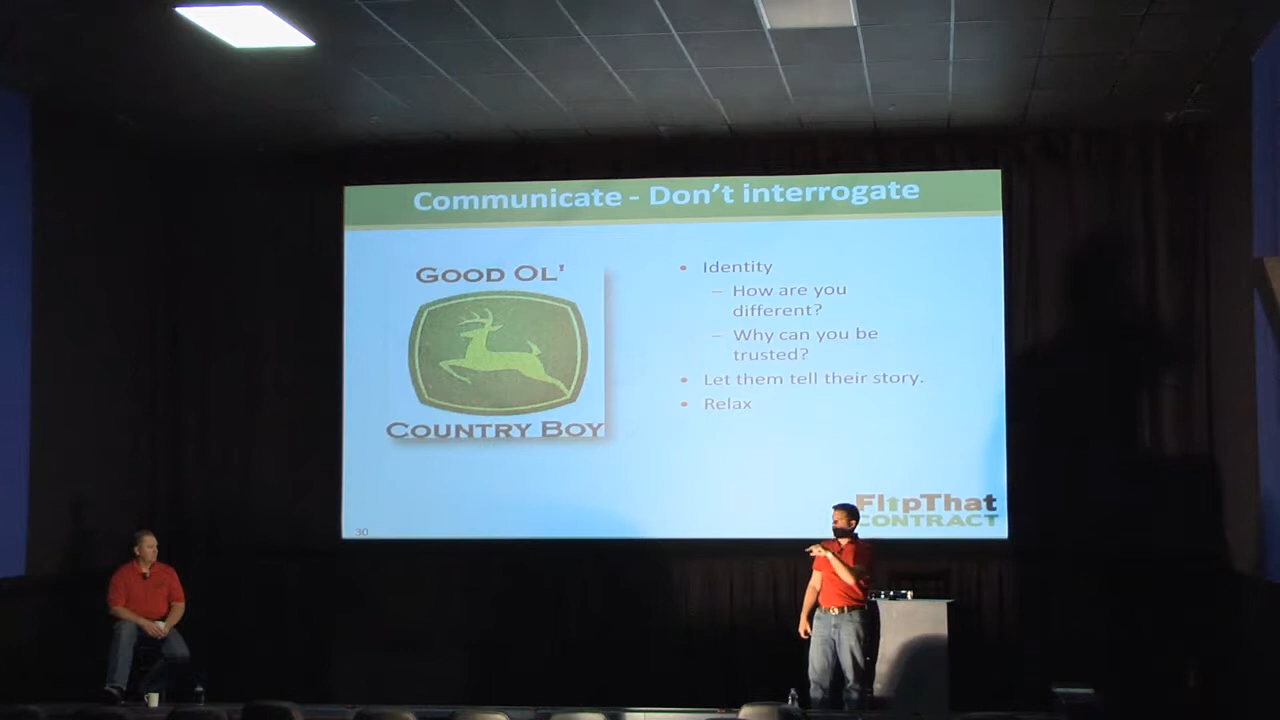 Communicate - Don't interrogate
GOOD OL'
COUNTRY BOY
• Identity
– How are you
different?
– Why can you be
trusted?
• Let them tell their story.
• Relax
FlipThat
CONTRACT
30